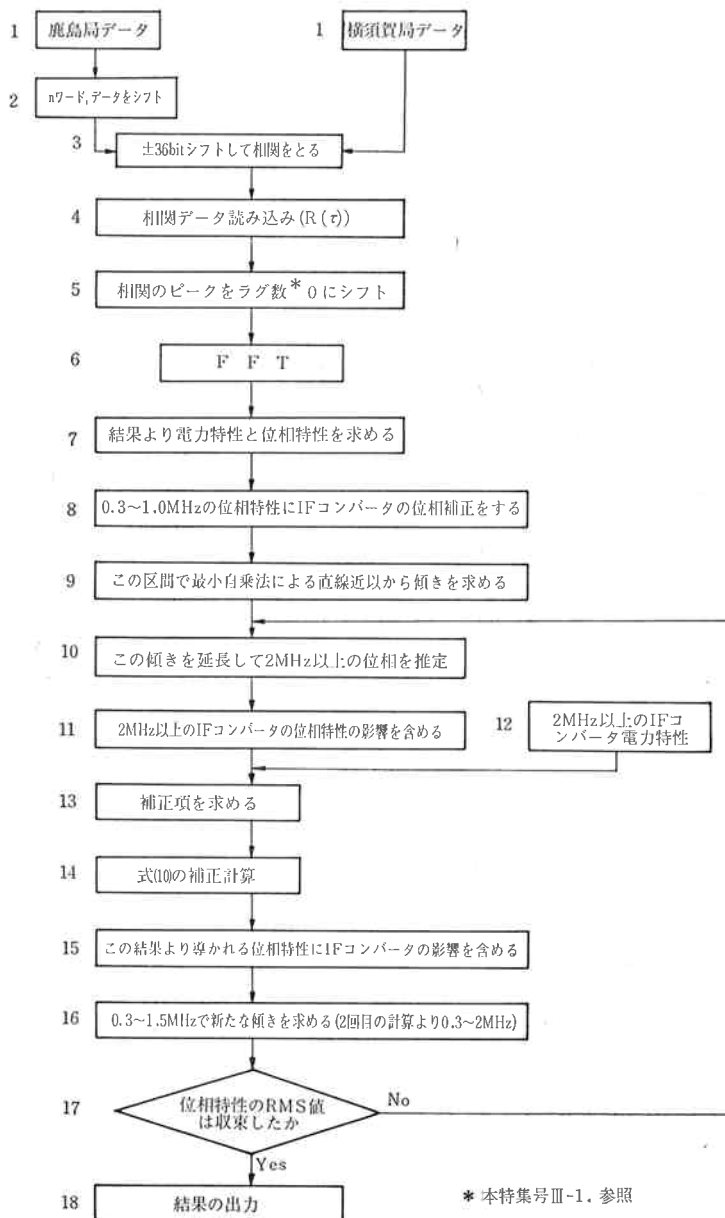 1 鹿島局データ
1 横須賀局データ
2 nワード,データをシフト
3 ±36bitシフトして相関をとる
4 相関データ読み込み(R(τ))
5 相関のピークをラグ数*0にシフト
6 F F T
7 結果より電力特性と位相特性を求める
8 0.3~1.0MHzの位相特性にIFコンバータの位相補正をする
9 この区間で最小自乗法による直線近以から傾きを求める
10 この傾きを延長して2MHz以上の位相を推定
11 2MHz以上のIFコンバータの位相特性の影響を含める
12 2MHz以上のIFコ
ンバータ電力特性
13 補正項を求める
14 式(10)の補正計算
15 この結果より導かれる位相特性にIFコンバータの影響を含める
16 0.3~1.5MHzで新たな傾きを求める(2回目の計算より0.3~2MHz)
17 位相特性のRMS値
は収束したか
No
Yes
18 結果の出力
* 本特集号Ⅲ-1. 参照